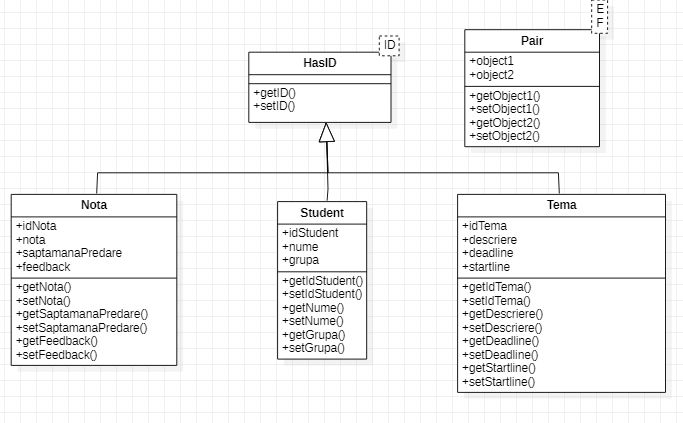 ID
HasID
+getID()
+setID()
E
F
Pair
+object1
+object2
+getObject1()
+setObject1()
+getObject2()
+setObject2()
Nota
+idNota
+nota
+saptamanaPredare
+feedback
+getNota()
+setNota()
+getSaptamanaPredare()
+setSaptamanaPredare()
+getFeedback()
+setFeedback()
Student
+idStudent
+nume
+grupa
+getIdStudent()
+setIdStudent()
+getNume()
+setNume()
+getGrupa()
+setGrupa()
Tema
+idTema
+descriere
+deadline
+startline
+getIdTema()
+setIdTema()
+getDescriere()
+setDescriere()
+getDeadline()
+setDeadline()
+getStartline()
+setStartline()